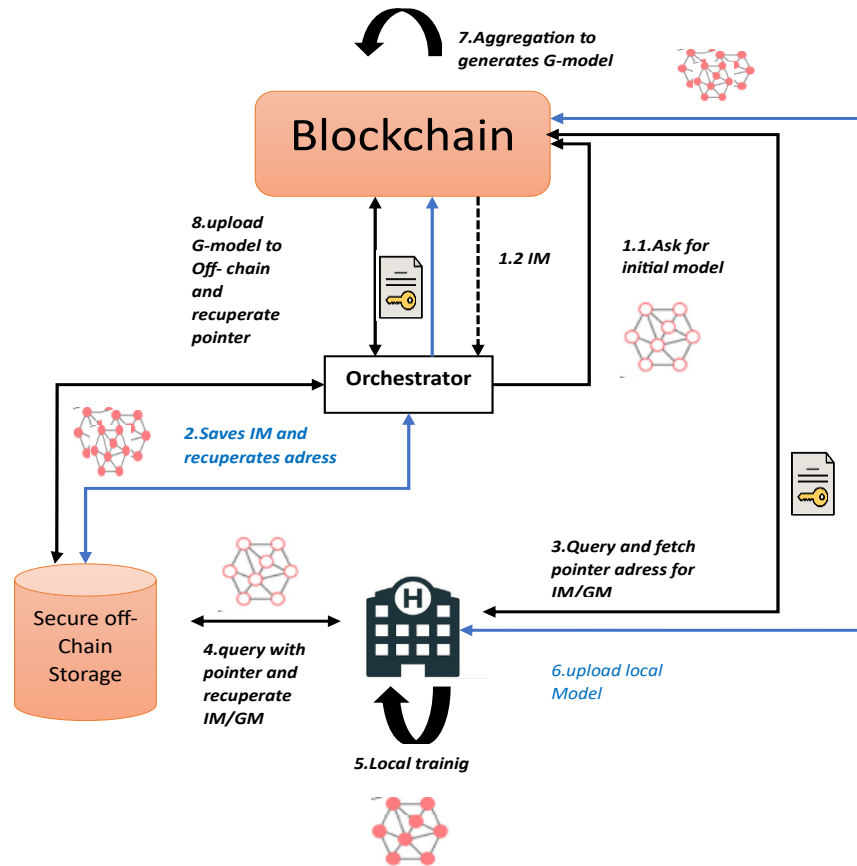 7.Aggregation to
generates G-model
Blockchain
8.upload
G-model to
Off- chain
and
recuperate
pointer
1.2 IM
1.1.Ask for
initial model
Orchestrator
2.Saves IM and
recuperates adress
3.Query and fetch
pointer adress for
IM/GM
H
Secure off-
Chain
Storage
4.query with
pointer and
recuperate
IM/GM
6.upload local
Model
5.Local trainig